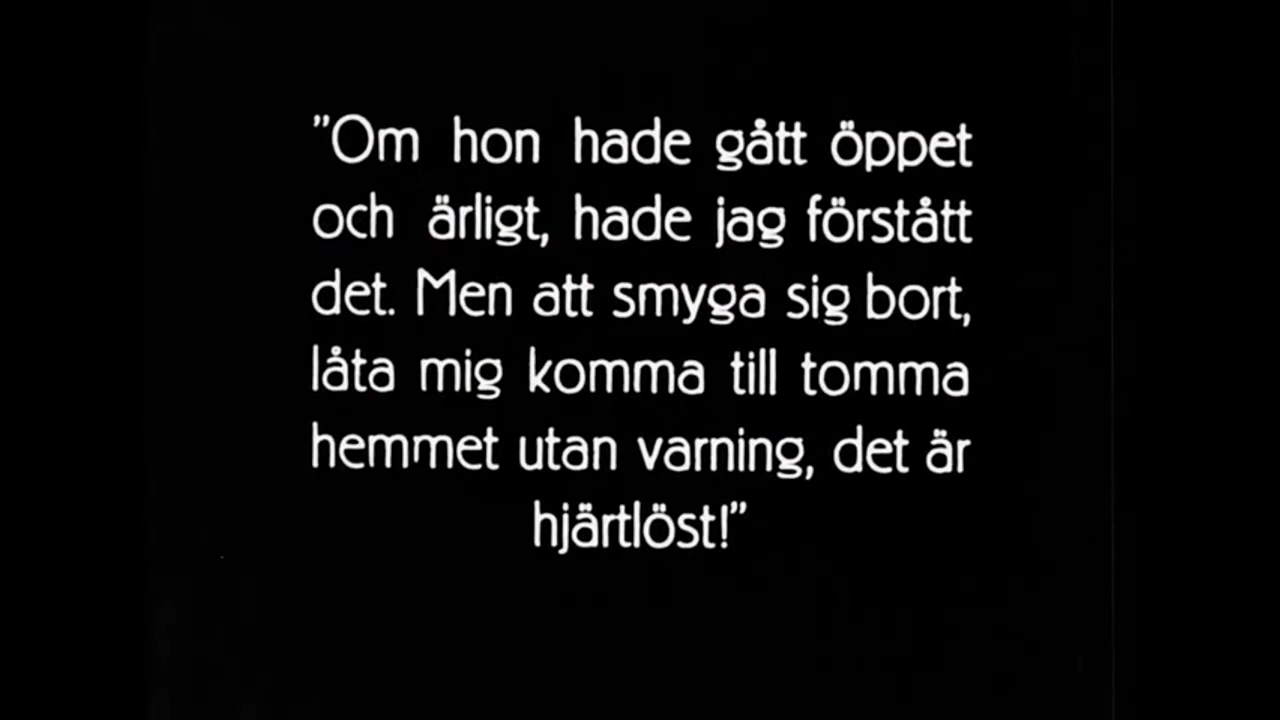 "Om hon hade gått öppet
och ärligt, hade jag förstått
det. Men att smyga sig bort,
låta mig komma till tomma
hemmet utan varning, det är
hjärtlöst!"